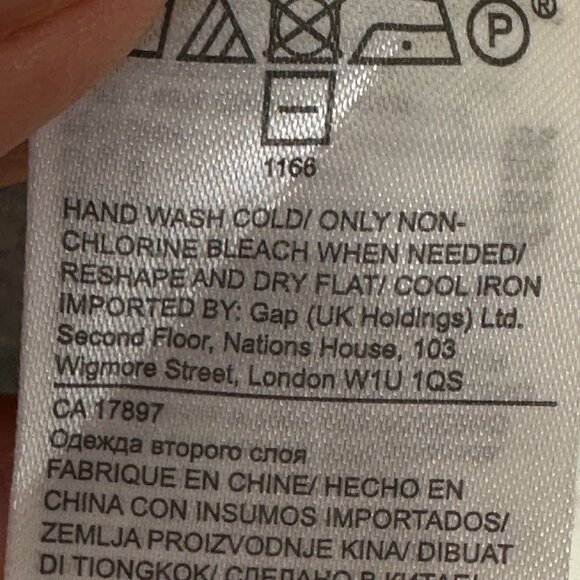 P
®
1166
HAND WASH COLD/ ONLY NON-
CHLORINE BLEACH WHEN NEEDED/
RESHAPE AND DRY FLAT/ COOL IRON
IMPORTED BY: Gap (UK Holdings) Ltd.
Second Floor, Nations House, 103
Wigmore Street, London W1U 1QS
CA 17897
Одежда второго слоя
FABRIQUE EN CHINE/ HECHO EN
CHINA CON INSUMOS IMPORTADOS/
ZEMLJA PROIZVODNJE KINA/ DIBUAT
DI TIONGKOK/ СДЕЛАНО В КИТАЕ